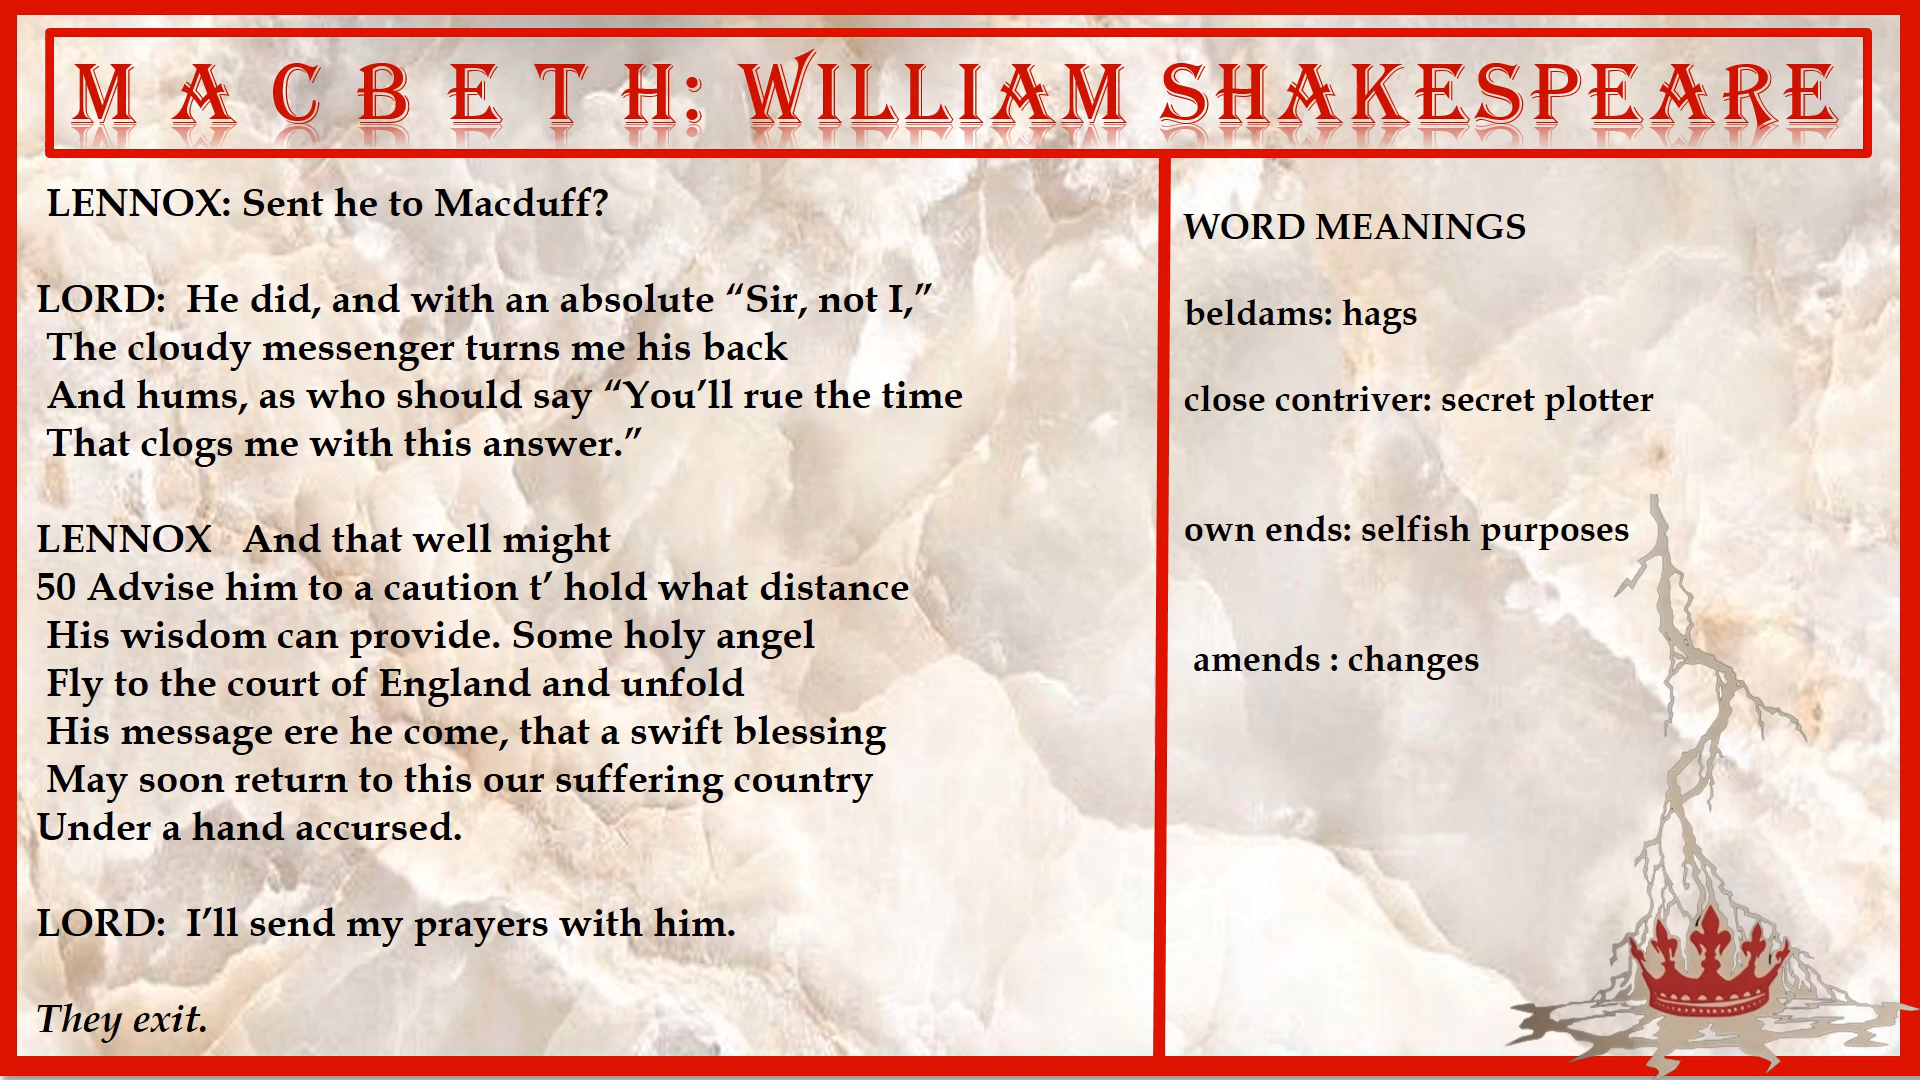 MACBETH: WILLIAM SHAKESPEARE
LENNOX: Sent he to Macduff?
LORD: He did, and with an absolute “Sir, not I,”
The cloudy messenger turns me his back
And hums, as who should say “You’ll rue the time
That clogs me with this answer.”
LENNOX And that well might
50 Advise him to a caution t’ hold what distance
His wisdom can provide. Some holy angel
Fly to the court of England and unfold
His message ere he come, that a swift blessing
May soon return to this our suffering country
Under a hand accursed.
LORD: I’ll send my prayers with him.
They exit.
WORD MEANINGS
beldams: hags
close contriver: secret plotter
own ends: selfish purposes
amends : changes